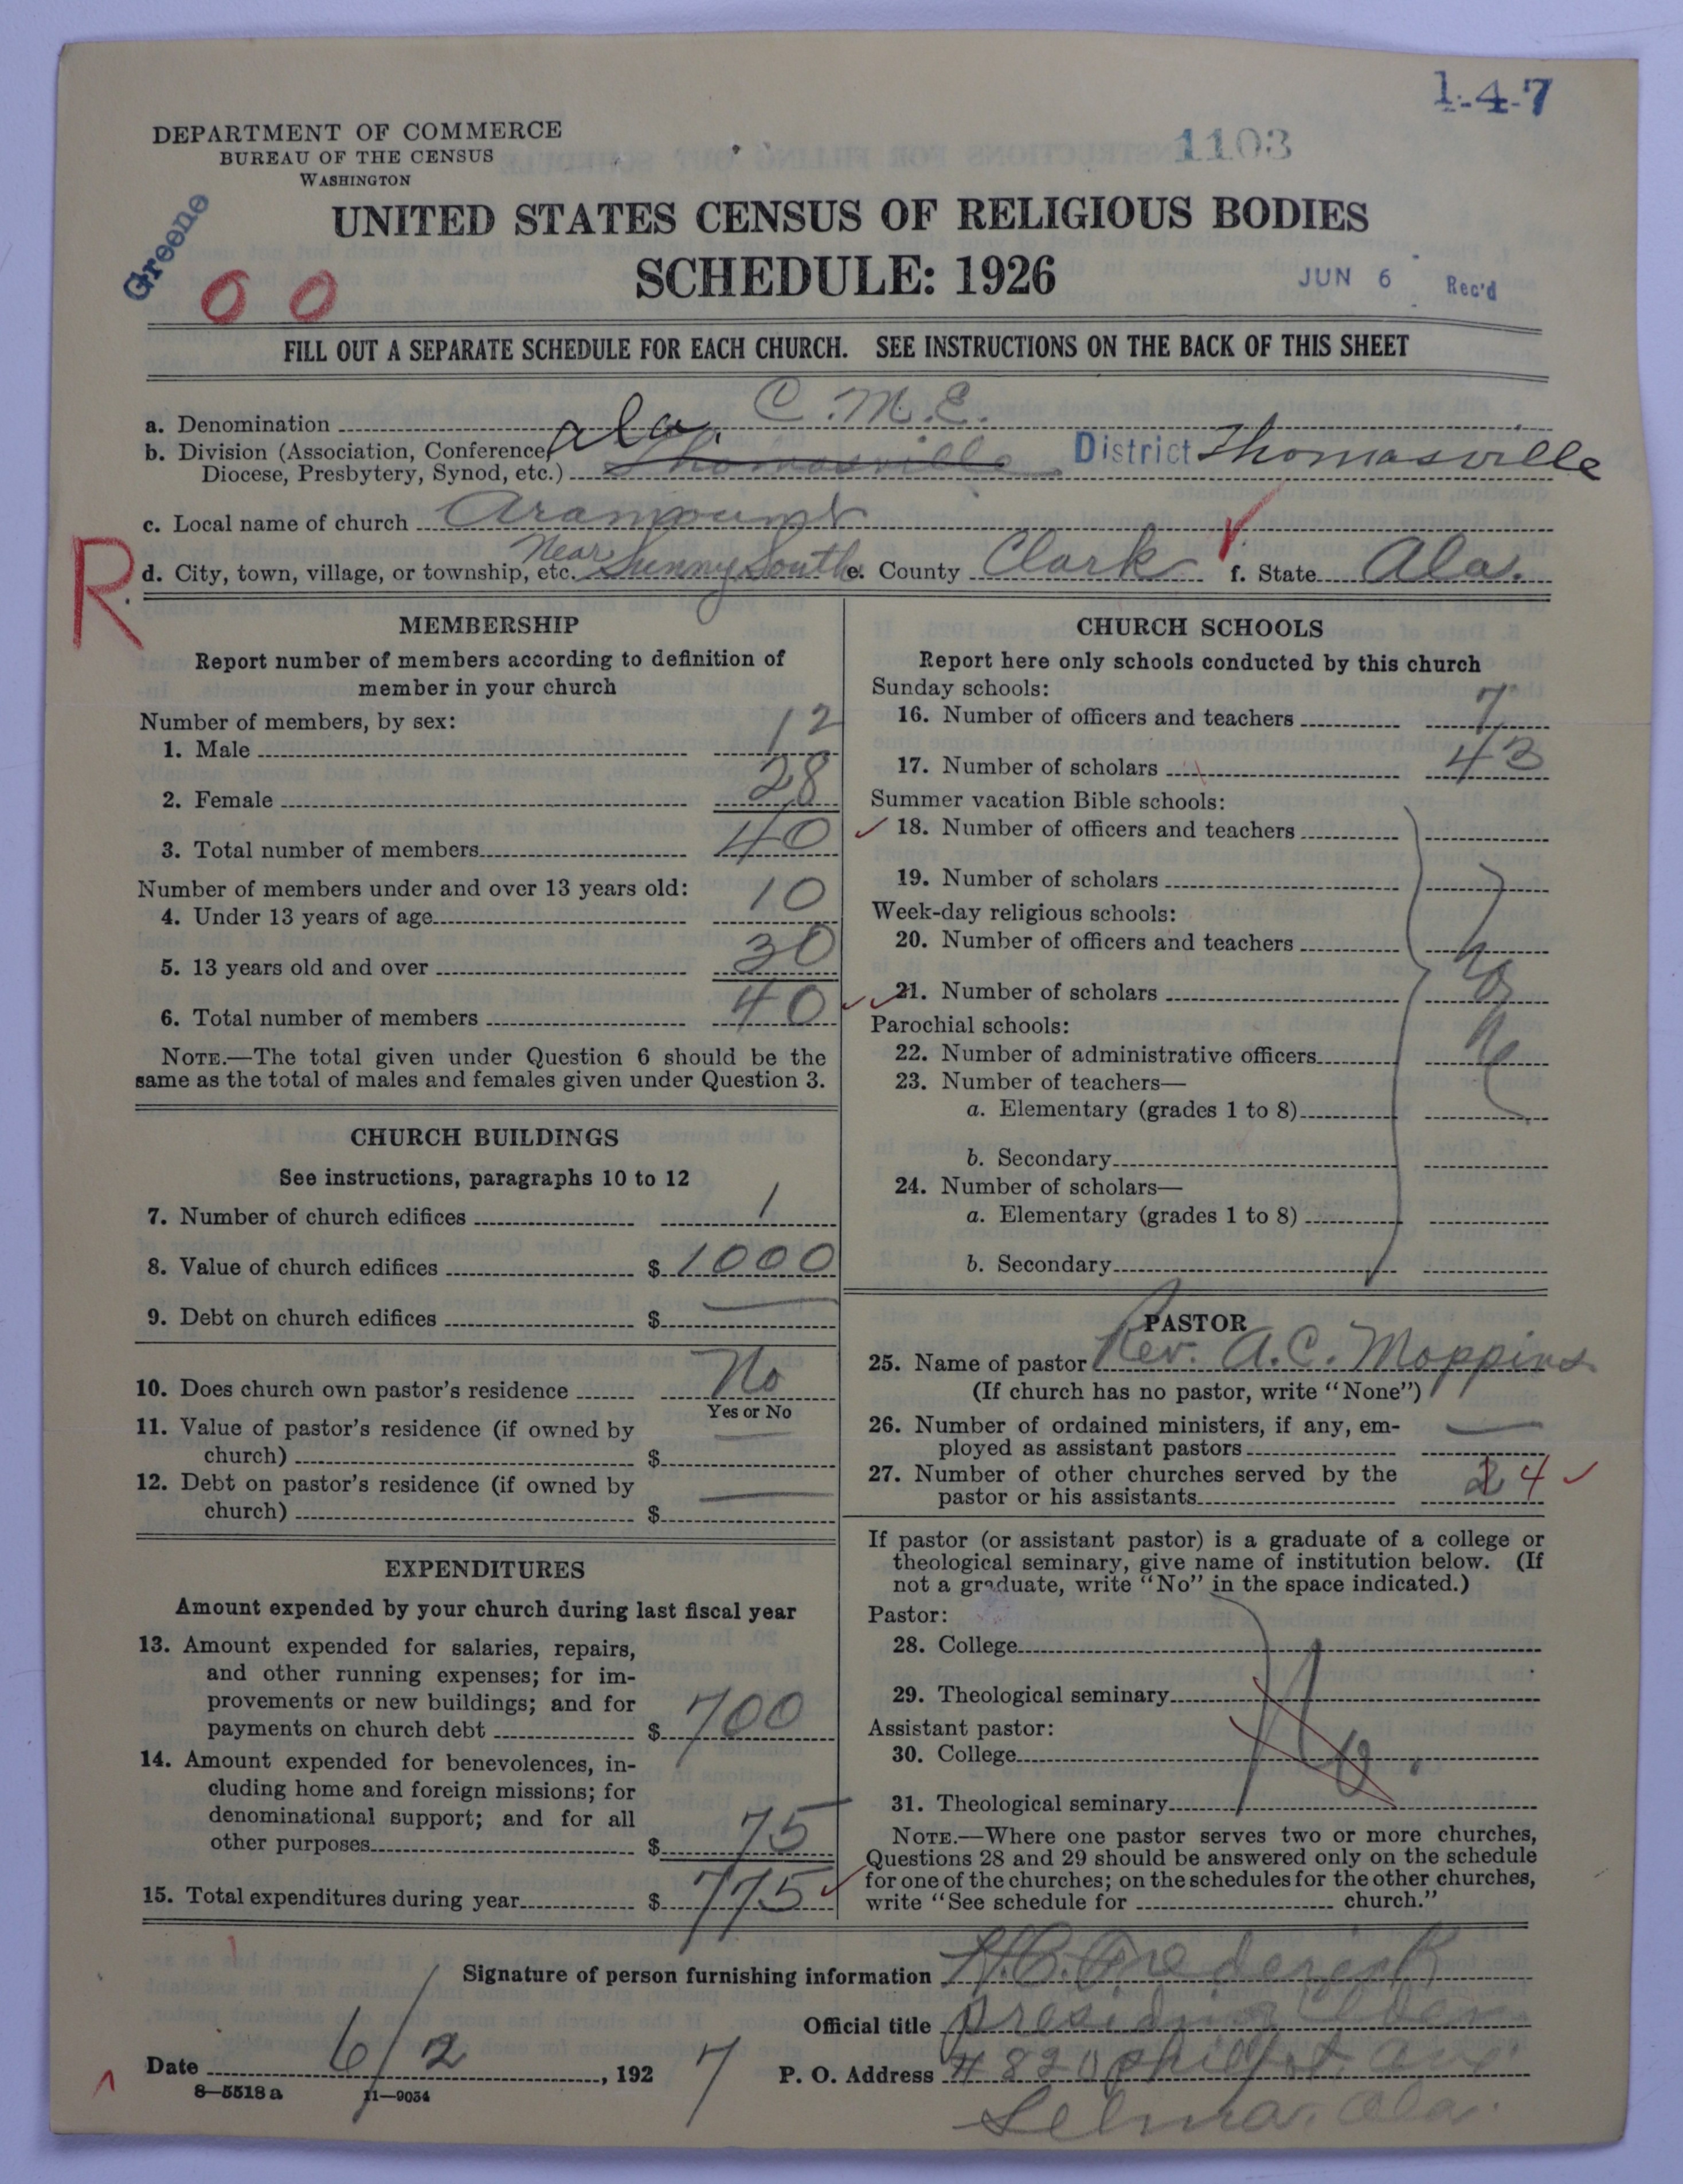 1-4-7
DEPARTMENT OF COMMERCE
BUREAU OF THE CENSUS
WASHINGTON
1103
Greene
UNITED STATES CENSUS OF RELIGIOUS BODIES
SCHEDULE: 1926
JUN 6 Rec'd
0 0
FILL OUT A SEPARATE SCHEDULE FOR EACH CHURCH. SEE INSTRUCTIONS ON THE BACK OF THIS SHEET
a. Denomination C.M.E.
b. Division (Association, Conference, Ala.
Diocese, Presbytery, Synod, etc.) Thomasville District Thomasville
c. Local name of church
R
d. City, town, village, or township, etc. Near Sunny South e. County Clark f. State Ala.
MEMBERSHIP
Report number of members according to definition of
member in your church
Number of members, by sex:
1. Male 12
2. Female 28
3. Total number of members 40
Number of members under and over 13 years old:
4. Under 13 years of age 10
5. 13 years old and over 30
6. Total number of members 40
NOTE.—The total given under Question 6 should be the
same as the total of males and females given under Question 3.
CHURCH BUILDINGS
See instructions, paragraphs 10 to 12
7. Number of church edifices 1
8. Value of church edifices $ 1000
9. Debt on church edifices $ —
10. Does church own pastor's residence No
Yes or No
11. Value of pastor's residence (if owned by
church) $ —
12. Debt on pastor's residence (if owned by
church) $ —
EXPENDITURES
Amount expended by your church during last fiscal year
13. Amount expended for salaries, repairs,
and other running expenses; for im-
provements or new buildings; and for
payments on church debt $ 700
14. Amount expended for benevolences, in-
cluding home and foreign missions; for
denominational support; and for all
other purposes $ 75
15. Total expenditures during year $ 775
CHURCH SCHOOLS
Report here only schools conducted by this church
Sunday schools:
16. Number of officers and teachers 7
17. Number of scholars 43
Summer vacation Bible schools:
18. Number of officers and teachers
19. Number of scholars
Week-day religious schools:
20. Number of officers and teachers
21. Number of scholars
Parochial schools:
22. Number of administrative officers
23. Number of teachers—
a. Elementary (grades 1 to 8)
b. Secondary
24. Number of scholars—
a. Elementary (grades 1 to 8)
b. Secondary
PASTOR
25. Name of pastor Rev. A.C. Moppins
(If church has no pastor, write "None")
26. Number of ordained ministers, if any, em-
ployed as assistant pastors —
27. Number of other churches served by the
pastor or his assistants 4
If pastor (or assistant pastor) is a graduate of a college or
theological seminary, give name of institution below. (If
not a graduate, write "No" in the space indicated.)
Pastor:
28. College
29. Theological seminary
Assistant pastor:
30. College No.
31. Theological seminary
NOTE.—Where one pastor serves two or more churches,
Questions 28 and 29 should be answered only on the schedule
for one of the churches; on the schedules for the other churches,
write "See schedule for church."
Signature of person furnishing information H.C. Frederick
Official title Presiding Elder
Date 6/2, 1927 P. O. Address
8—5518 a 11—9034
Selma, Ala.